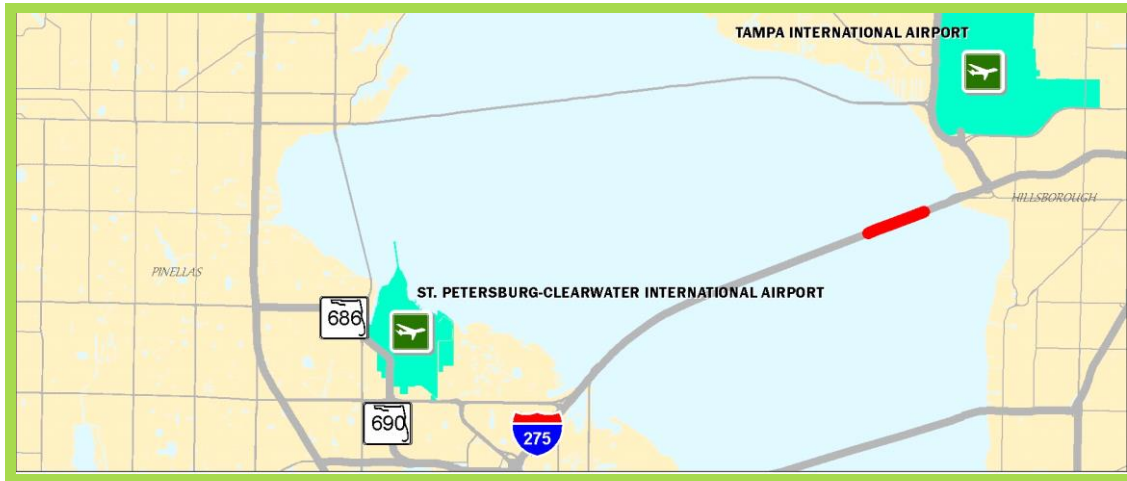 TAMPA INTERNATIONAL AIRPORT
HILLSBOROUGH
PINELLAS
ST. PETERSBURG-CLEARWATER INTERNATIONAL AIRPORT
686
690
275